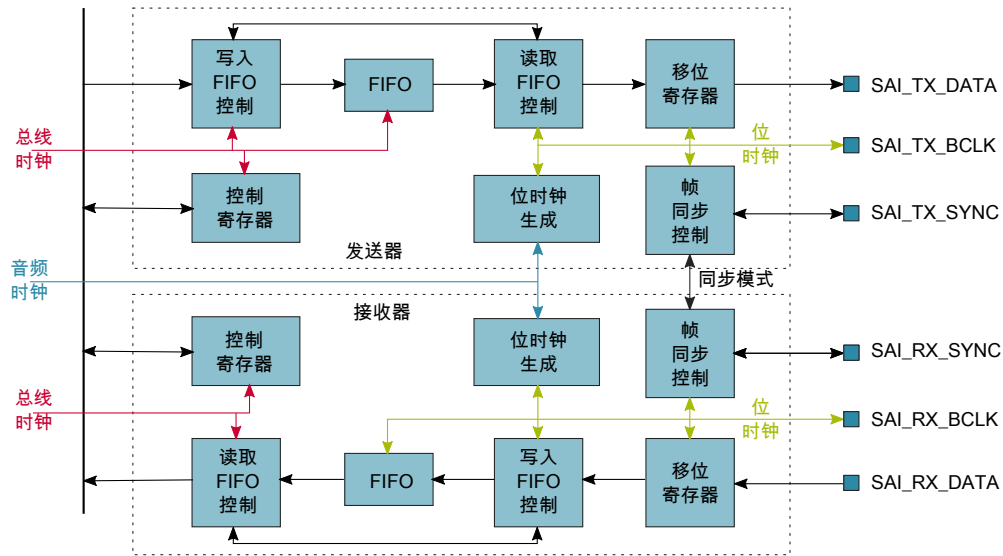 写入
FIFO
控制
FIFO
读取
FIFO
控制
移位
寄存器
SAI_TX_DATA
总线
时钟
位
时钟
SAI_TX_BCLK
控制
寄存器
位时钟
生成
帧
同步
控制
SAI_TX_SYNC
发送器
音频
时钟
同步模式
接收器
控制
寄存器
位时钟
生成
帧
同步
控制
SAI_RX_SYNC
总线
时钟
位
时钟
SAI_RX_BCLK
读取
FIFO
控制
FIFO
写入
FIFO
控制
移位
寄存器
SAI_RX_DATA